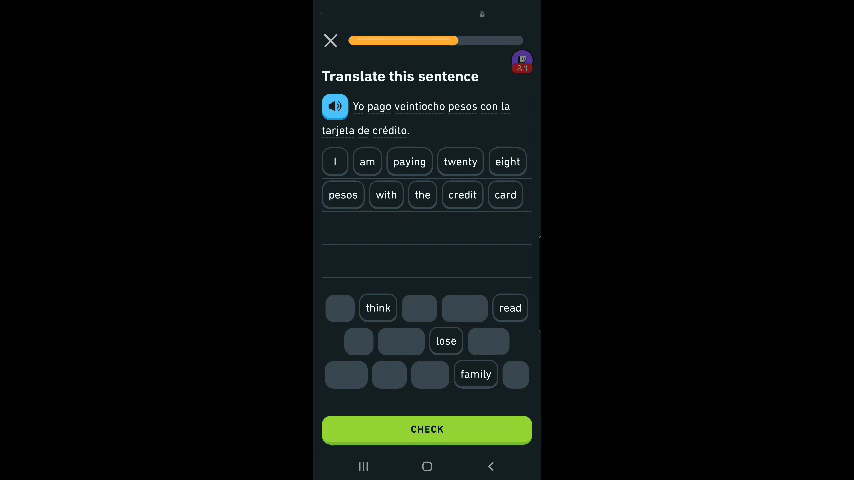 Translate this sentence
Yo pago veintiocho pesos con la
tarjeta de crédito.
I am paying twenty eight
pesos with the credit card
think read
lose
family
CHECK